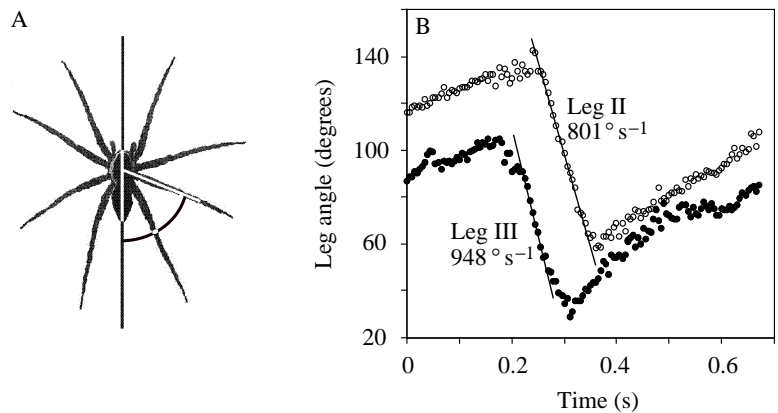 A
B
140
100
60
20
Leg angle (degrees)
Leg II
801° s⁻¹
Leg III
948° s⁻¹
0
0.2
0.4
0.6
Time (s)